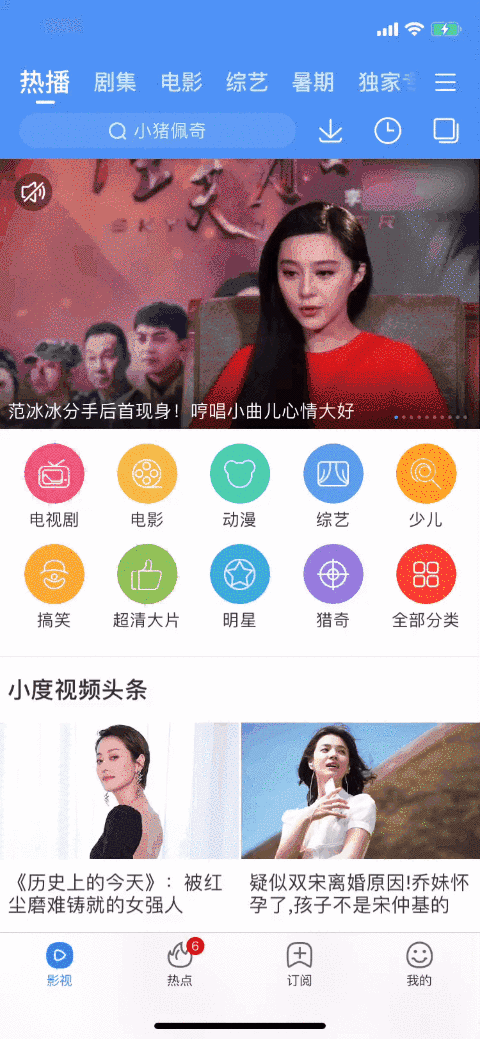 热播 剧集 电影 综艺 暑期 独家
小猪佩奇
范冰冰分手后首现身！哼唱小曲儿心情大好
电视剧 电影 动漫 综艺 少儿
搞笑 超清大片 明星 猎奇 全部分类
小度视频头条
《历史上的今天》：被红
尘磨难铸就的女强人
疑似双宋离婚原因!乔妹怀
孕了,孩子不是宋仲基的
6
影视 热点 订阅 我的